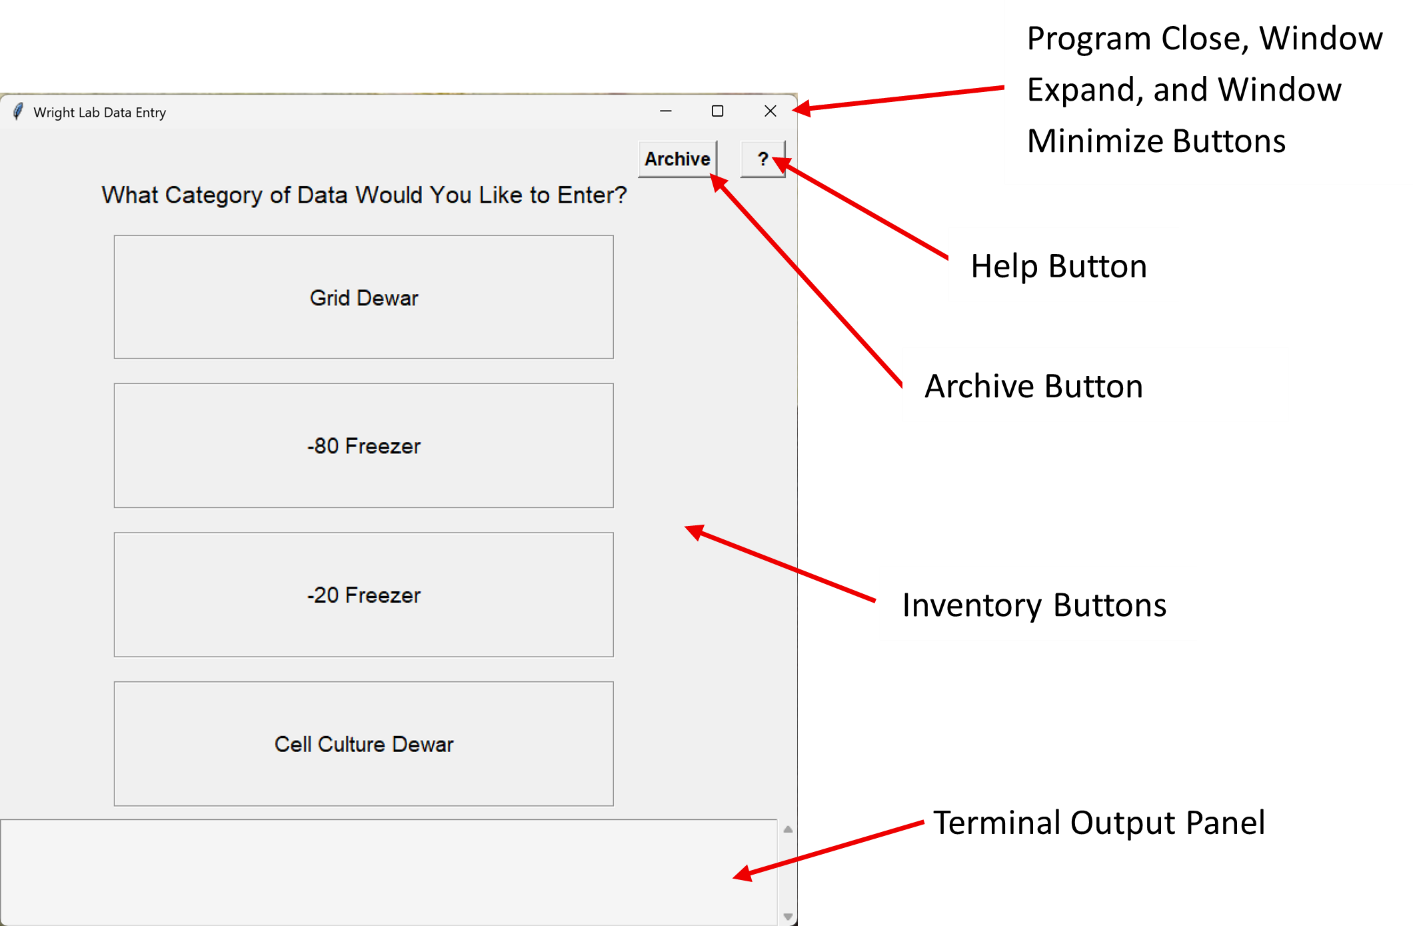 Program Close, Window
Expand, and Window
Minimize Buttons
Wright Lab Data Entry
Archive
?
What Category of Data Would You Like to Enter?
Help Button
Grid Dewar
Archive Button
-80 Freezer
-20 Freezer
Inventory Buttons
Cell Culture Dewar
Terminal Output Panel